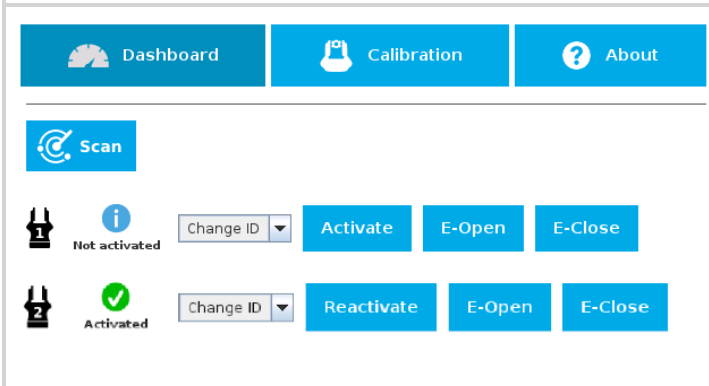 Dashboard Calibration ? About
Scan
1 i Not activated Change ID Activate E-Open E-Close
2 Activated Change ID Reactivate E-Open E-Close